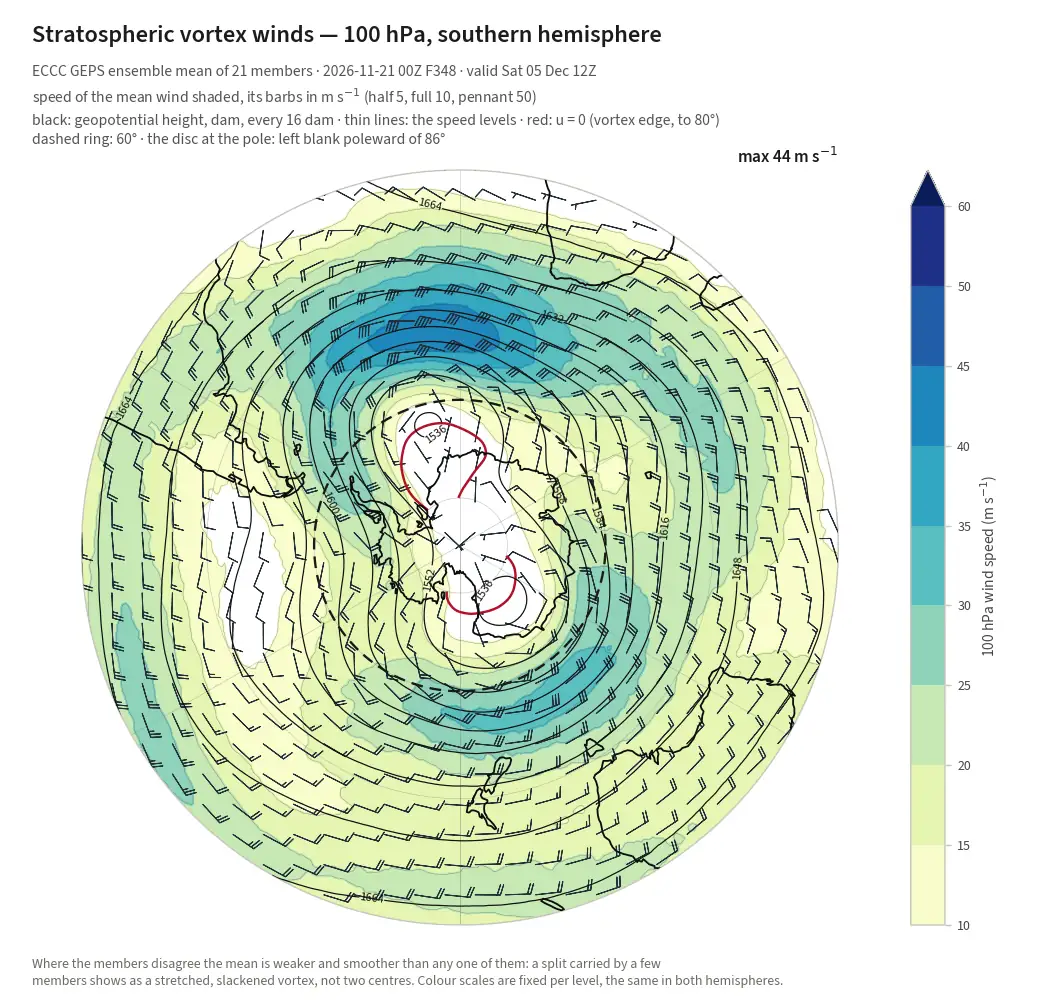 Stratospheric vortex winds — 100 hPa, southern hemisphere
ECCC GEPS ensemble mean of 21 members · 2026-11-21 00Z F348 · valid Sat 05 Dec 12Z
speed of the mean wind shaded, its barbs in m s⁻¹ (half 5, full 10, pennant 50)
black: geopotential height, dam, every 16 dam · thin lines: the speed levels · red: u = 0 (vortex edge, to 80°)
dashed ring: 60° · the disc at the pole: left blank poleward of 86°
max 44 m s⁻¹
1664
1632
1664
1536
1600
1568
1584
1616
1552
1536
1648
1664
60
50
45
40
35
30
25
20
15
10
100 hPa wind speed (m s⁻¹)
Where the members disagree the mean is weaker and smoother than any one of them: a split carried by a few
members shows as a stretched, slackened vortex, not two centres. Colour scales are fixed per level, the same in both hemispheres.